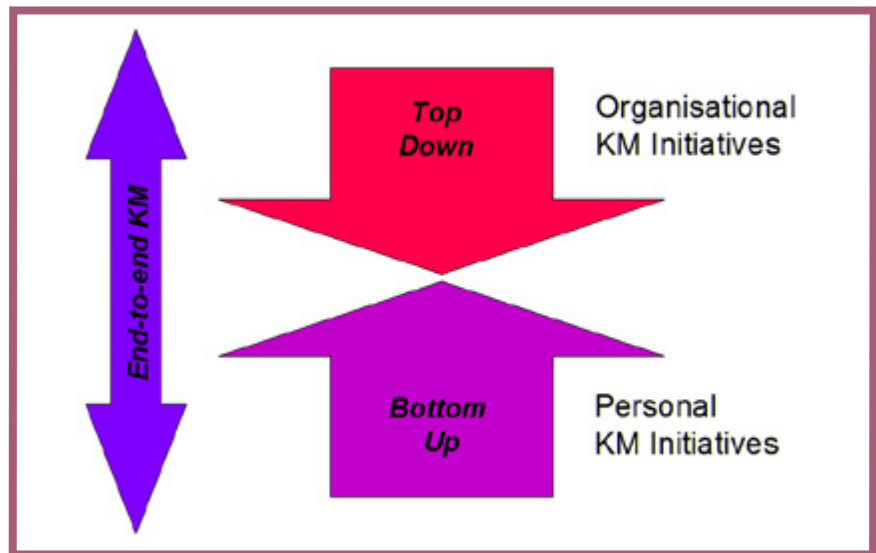 End-to-end KM
Top
Down
Organisational
KM Initiatives
Bottom
Up
Personal
KM Initiatives